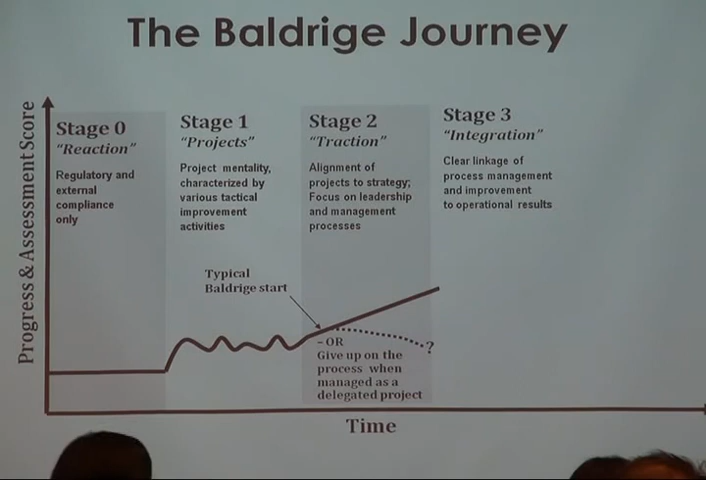 The Baldrige Journey
Progress & Assessment Score
Stage 0
"Reaction"
Regulatory and
external
compliance
only
Stage 1
"Projects"
Project mentality,
characterized by
various tactical
improvement
activities
Stage 2
"Traction"
Alignment of
projects to strategy;
Focus on leadership
and management
processes
Stage 3
"Integration"
Clear linkage of
process management
and improvement
to operational results
Typical
Baldrige start
?
– OR
Give up on the
process when
managed as a
delegated project
Time